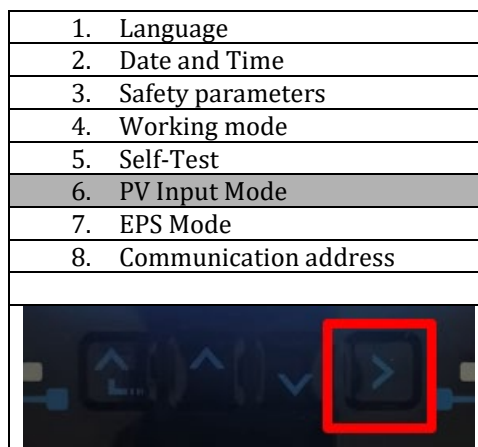 1. Language
2. Date and Time
3. Safety parameters
4. Working mode
5. Self-Test
6. PV Input Mode
7. EPS Mode
8. Communication address